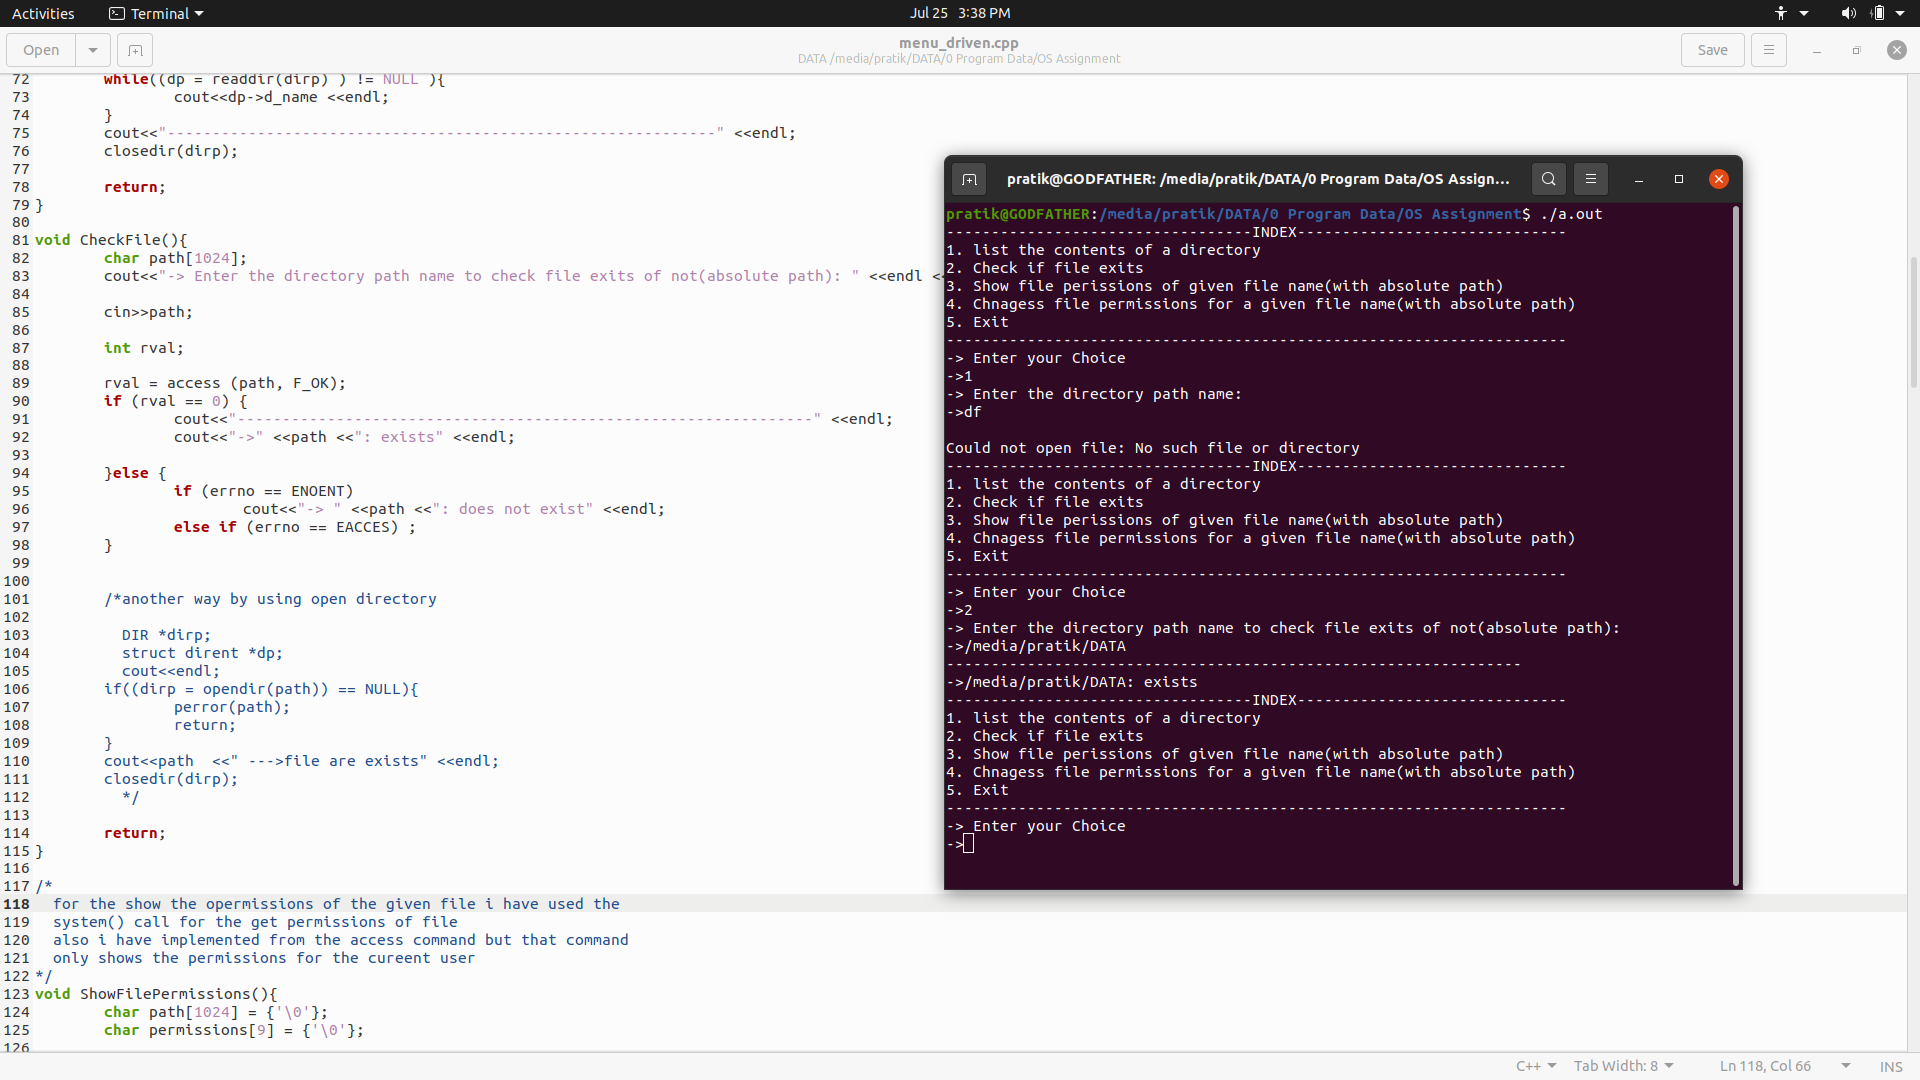 Activities Terminal Jul 25 3:38 PM
Open menu_driven.cpp Save
DATA /media/pratik/DATA/0 Program Data/OS Assignment
72 while((dp = readdir(dirp) ) != NULL ){
73 cout<<dp->d_name <<endl;
74 }
75 cout<<"-------------------------------------------------------------" <<endl;
76 closedir(dirp);
77
78 return;
79 }
80
81 void CheckFile(){
82 char path[1024];
83 cout<<"-> Enter the directory path name to check file exits of not(absolute path): " <<endl <<
84
85 cin>>path;
86
87 int rval;
88
89 rval = access (path, F_OK);
90 if (rval == 0) {
91 cout<<"----------------------------------------------------------------" <<endl;
92 cout<<"->" <<path <<": exists" <<endl;
93
94 }else {
95 if (errno == ENOENT)
96 cout<<"-> " <<path <<": does not exist" <<endl;
97 else if (errno == EACCES) ;
98 }
99
100
101 /*another way by using open directory
102
103 DIR *dirp;
104 struct dirent *dp;
105 cout<<endl;
106 if((dirp = opendir(path)) == NULL){
107 perror(path);
108 return;
109 }
110 cout<<path  <<" --->file are exists" <<endl;
111 closedir(dirp);
112 */
113
114 return;
115 }
116
117 /*
118 for the show the opermissions of the given file i have used the
119 system() call for the get permissions of file
120 also i have implemented from the access command but that command
121 only shows the permissions for the cureent user
122 */
123 void ShowFilePermissions(){
124 char path[1024] = {'\0'};
125 char permissions[9] = {'\0'};
126
C++ Tab Width: 8 Ln 118, Col 66 INS
pratik@GODFATHER: /media/pratik/DATA/0 Program Data/OS Assign...
pratik@GODFATHER:/media/pratik/DATA/0 Program Data/OS Assignment$ ./a.out
----------------------------------INDEX------------------------------
1. list the contents of a directory
2. Check if file exits
3. Show file perissions of given file name(with absolute path)
4. Chnagess file permissions for a given file name(with absolute path)
5. Exit
---------------------------------------------------------------------
-> Enter your Choice
->1
-> Enter the directory path name:
->df
Could not open file: No such file or directory
----------------------------------INDEX------------------------------
1. list the contents of a directory
2. Check if file exits
3. Show file perissions of given file name(with absolute path)
4. Chnagess file permissions for a given file name(with absolute path)
5. Exit
---------------------------------------------------------------------
-> Enter your Choice
->2
-> Enter the directory path name to check file exits of not(absolute path):
->/media/pratik/DATA
----------------------------------------------------------------
->/media/pratik/DATA: exists
----------------------------------INDEX------------------------------
1. list the contents of a directory
2. Check if file exits
3. Show file perissions of given file name(with absolute path)
4. Chnagess file permissions for a given file name(with absolute path)
5. Exit
---------------------------------------------------------------------
-> Enter your Choice
->